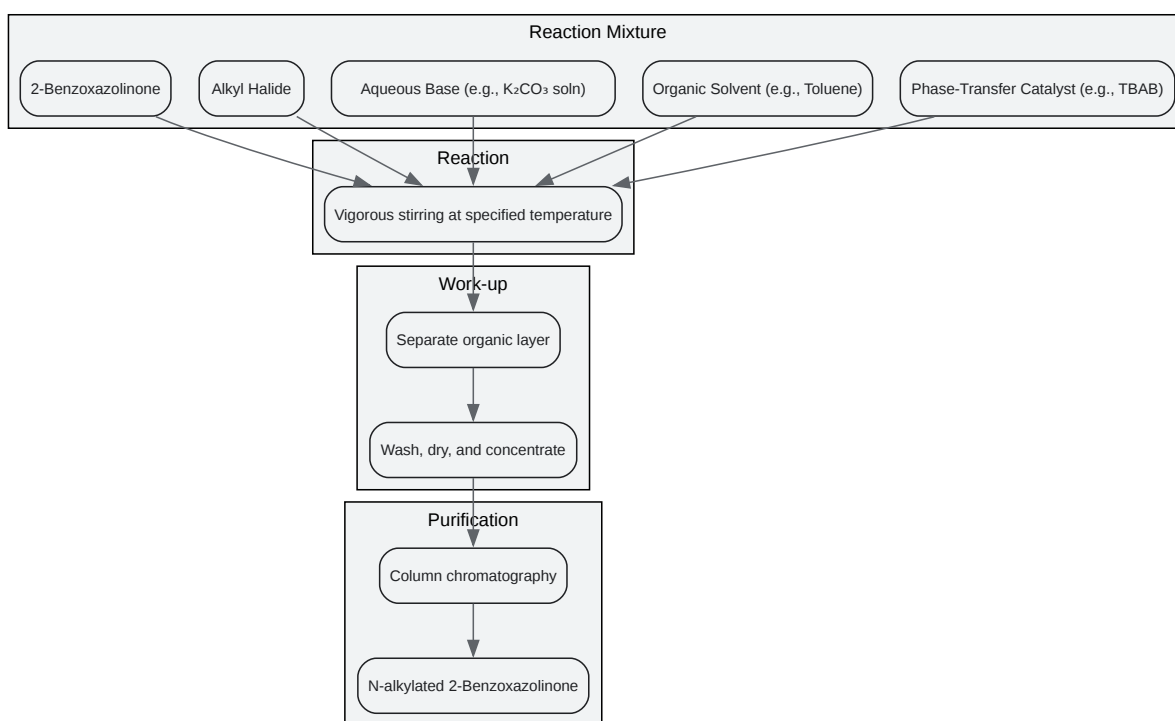 Reaction Mixture
2-Benzoxazolinone
Alkyl Halide
Aqueous Base (e.g., K₂CO₃ soln)
Organic Solvent (e.g., Toluene)
Phase-Transfer Catalyst (e.g., TBAB)
Reaction
Vigorous stirring at specified temperature
Work-up
Separate organic layer
Wash, dry, and concentrate
Purification
Column chromatography
N-alkylated 2-Benzoxazolinone